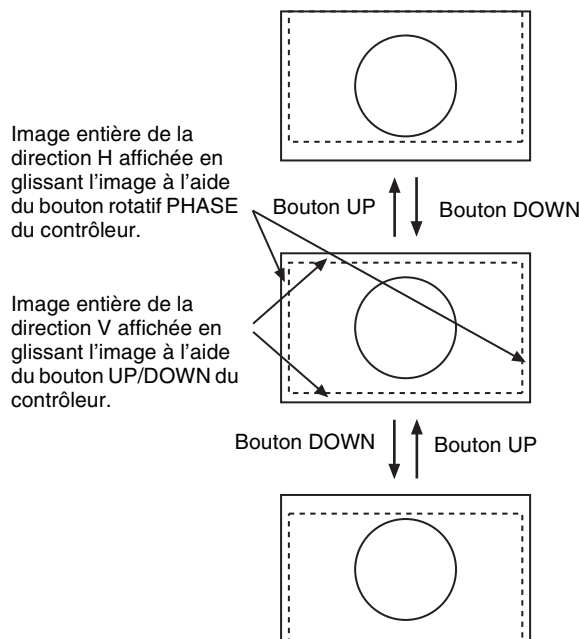 Image entière de la
direction H affichée en
glissant l’image à l’aide
du bouton rotatif PHASE
du contrôleur.
Bouton UP
Bouton DOWN
Image entière de la
direction V affichée en
glissant l’image à l’aide
du bouton UP/DOWN du
contrôleur.
Bouton DOWN
Bouton UP